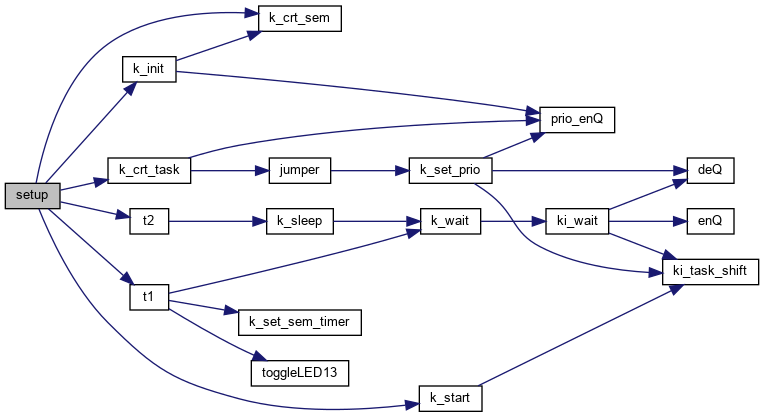 k_crt_sem
k_init
prio_enQ
k_crt_task
jumper
k_set_prio
deQ
setup
t2
k_sleep
k_wait
ki_wait
enQ
ki_task_shift
t1
k_set_sem_timer
toggleLED13
k_start